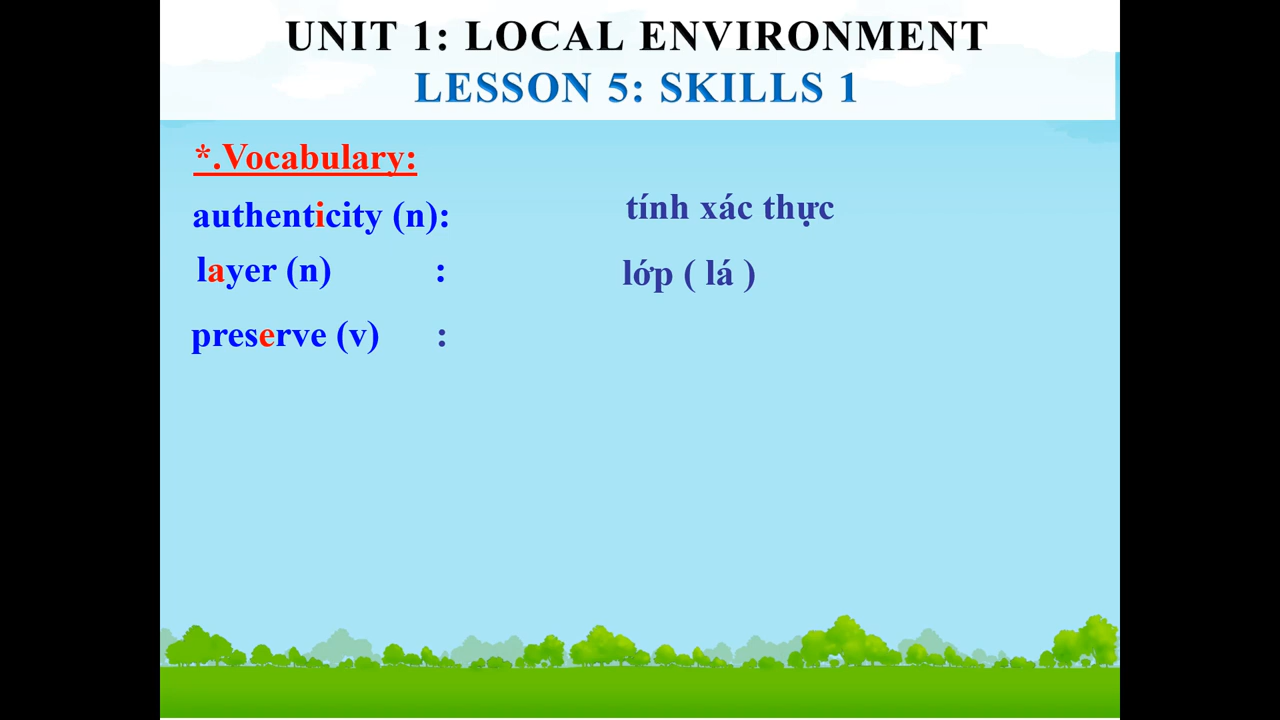 UNIT 1: LOCAL ENVIRONMENT
LESSON 5: SKILLS 1
*.Vocabulary:
authenticity (n): tính xác thực
layer (n) : lớp ( lá )
preserve (v) :